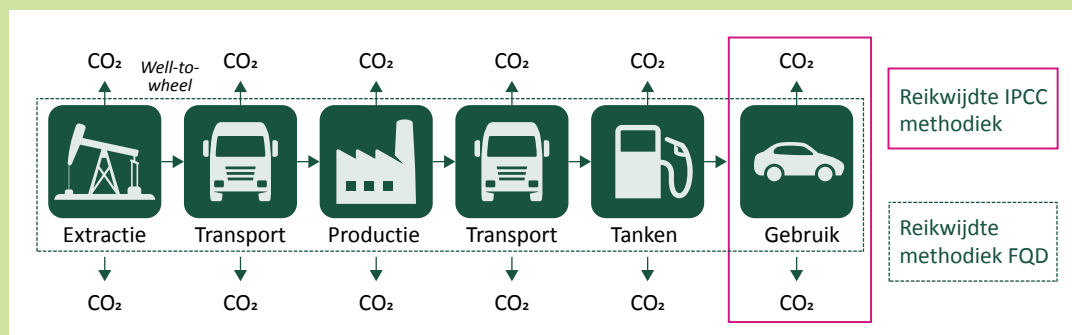 CO₂ CO₂ CO₂ CO₂ CO₂ CO₂
Well-to-
wheel
Extractie Transport Productie Transport Tanken Gebruik
CO₂ CO₂ CO₂ CO₂ CO₂ CO₂
Reikwijdte IPCC
methodiek
Reikwijdte
methodiek FQD